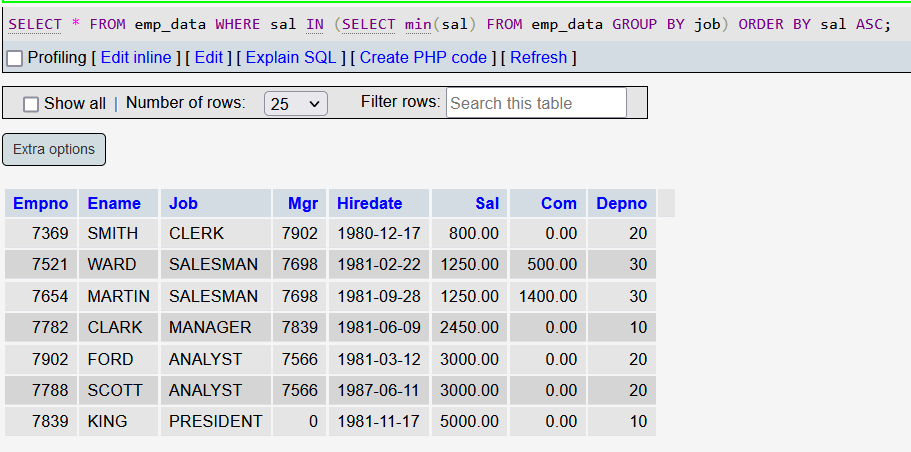 SELECT * FROM emp_data WHERE sal IN (SELECT min(sal) FROM emp_data GROUP BY job) ORDER BY sal ASC;
Profiling [ Edit inline ] [ Edit ] [ Explain SQL ] [ Create PHP code ] [ Refresh ]
Show all | Number of rows: 25 Filter rows: Search this table
Extra options
Empno Ename Job Mgr Hiredate Sal Com Depno
7369 SMITH CLERK 7902 1980-12-17 800.00 0.00 20
7521 WARD SALESMAN 7698 1981-02-22 1250.00 500.00 30
7654 MARTIN SALESMAN 7698 1981-09-28 1250.00 1400.00 30
7782 CLARK MANAGER 7839 1981-06-09 2450.00 0.00 10
7902 FORD ANALYST 7566 1981-03-12 3000.00 0.00 20
7788 SCOTT ANALYST 7566 1987-06-11 3000.00 0.00 20
7839 KING PRESIDENT 0 1981-11-17 5000.00 0.00 10